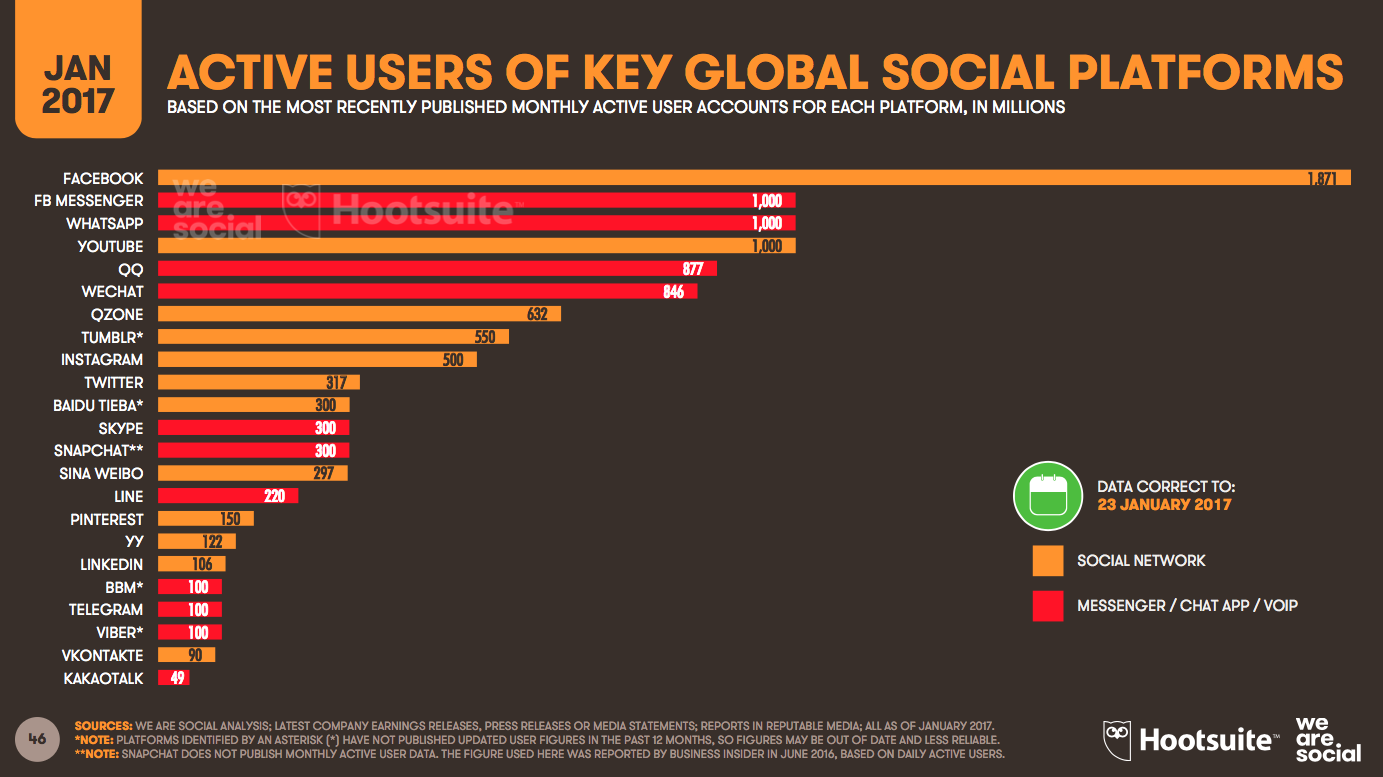 JAN
2017
ACTIVE USERS OF KEY GLOBAL SOCIAL PLATFORMS
BASED ON THE MOST RECENTLY PUBLISHED MONTHLY ACTIVE USER ACCOUNTS FOR EACH PLATFORM, IN MILLIONS
we
are
social
Hootsuite™
FACEBOOK 1,871
FB MESSENGER 1,000
WHATSAPP 1,000
YOUTUBE 1,000
QQ 877
WECHAT 846
QZONE 632
TUMBLR* 550
INSTAGRAM 500
TWITTER 317
BAIDU TIEBA* 300
SKYPE 300
SNAPCHAT** 300
SINA WEIBO 297
LINE 220
PINTEREST 150
YY 122
LINKEDIN 106
BBM* 100
TELEGRAM 100
VIBER* 100
VKONTAKTE 90
KAKAOTALK 49
DATA CORRECT TO:
23 JANUARY 2017
SOCIAL NETWORK
MESSENGER / CHAT APP / VOIP
46
SOURCES: WE ARE SOCIAL ANALYSIS; LATEST COMPANY EARNINGS RELEASES, PRESS RELEASES OR MEDIA STATEMENTS; REPORTS IN REPUTABLE MEDIA; ALL AS OF JANUARY 2017.
*NOTE: PLATFORMS IDENTIFIED BY AN ASTERISK (*) HAVE NOT PUBLISHED UPDATED USER FIGURES IN THE PAST 12 MONTHS, SO FIGURES MAY BE OUT OF DATE AND LESS RELIABLE.
**NOTE: SNAPCHAT DOES NOT PUBLISH MONTHLY ACTIVE USER DATA. THE FIGURE USED HERE WAS REPORTED BY BUSINESS INSIDER IN JUNE 2016, BASED ON DAILY ACTIVE USERS.
Hootsuite™
we
are
social